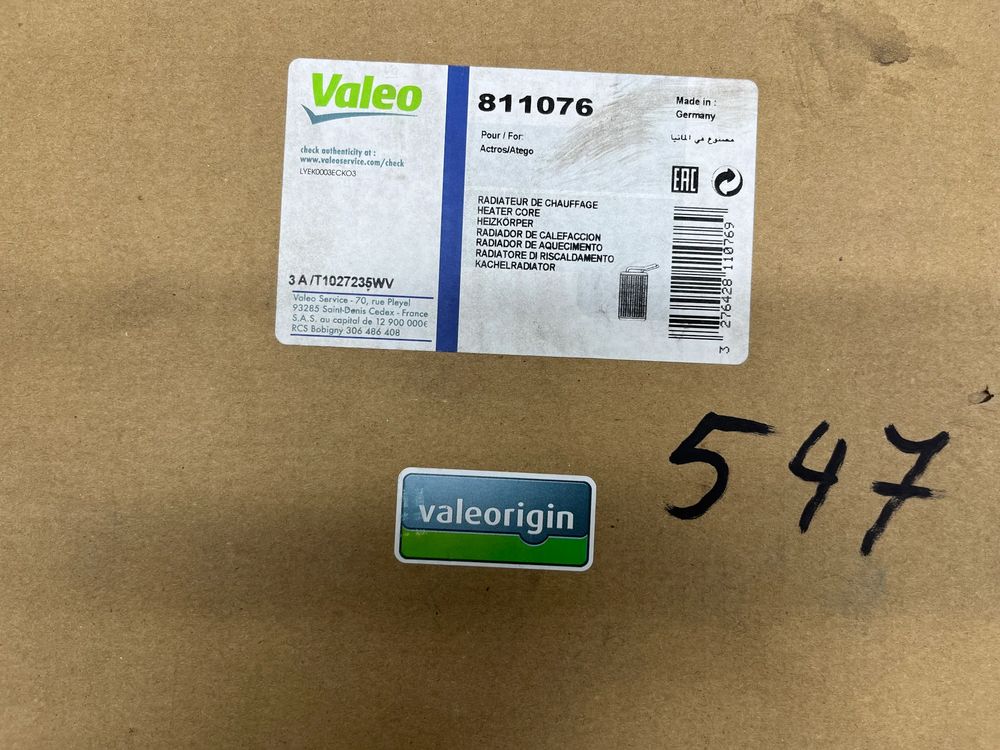 Valeo
check authenticity at :
www.valeoservice.com/check
LYEK0003ECKO3
3 A /T1027235WV
Valeo Service - 70, rue Pleyel
93285 Saint-Denis Cedex - France
S.A.S. au capital de 12 900 000€
RCS Bobigny 306 486 408
811076
Pour / For:
Actros/Atego
Made in :
Germany
مصنوع في المانيا
EAC
RADIATEUR DE CHAUFFAGE
HEATER CORE
HEIZKÖRPER
RADIADOR DE CALEFACCION
RADIADOR DE AQUECIMENTO
RADIATORE DI RISCALDAMENTO
KACHELRADIATOR
3 276428 110769
547
valeorigin